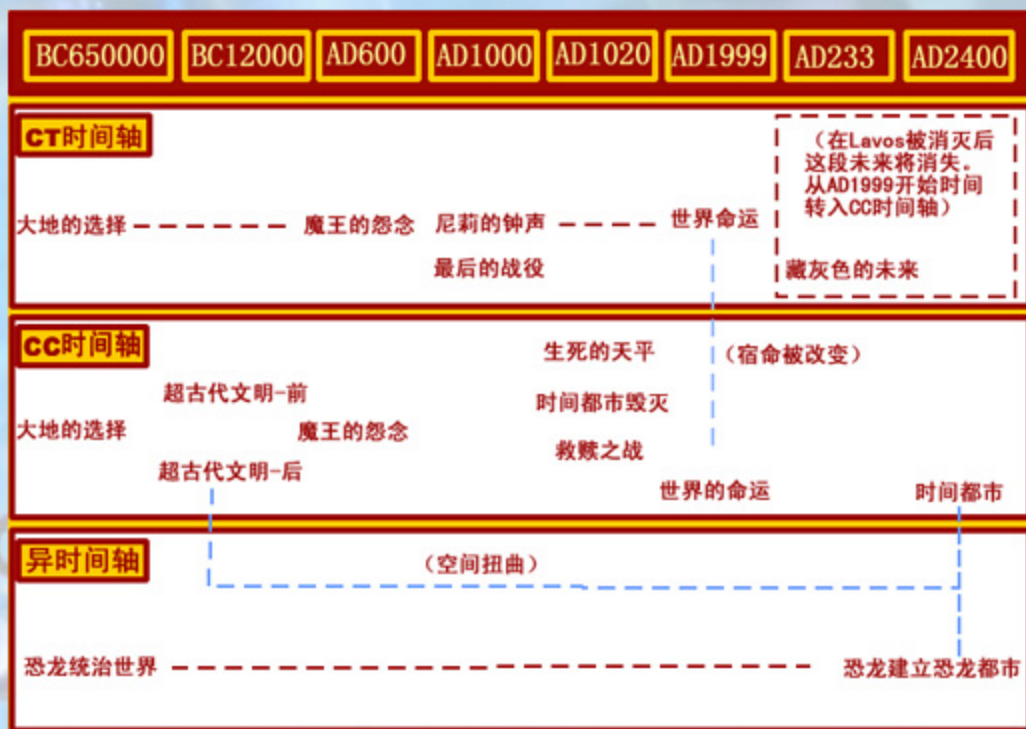 BC650000 BC12000 AD600 AD1000 AD1020 AD1999 AD233 AD2400
CT时间轴
（在Lavos被消灭后
这段未来将消失。
从AD1999开始时间
转入CC时间轴）
大地的选择 魔王的怨念 尼莉的钟声 世界命运
最后的战役 藏灰色的未来
CC时间轴
生死的天平 （宿命被改变）
超古代文明-前
时间都市毁灭
大地的选择 魔王的怨念
救赎之战
超古代文明-后
世界的命运 时间都市
异时间轴
（空间扭曲）
恐龙统治世界 恐龙建立恐龙都市